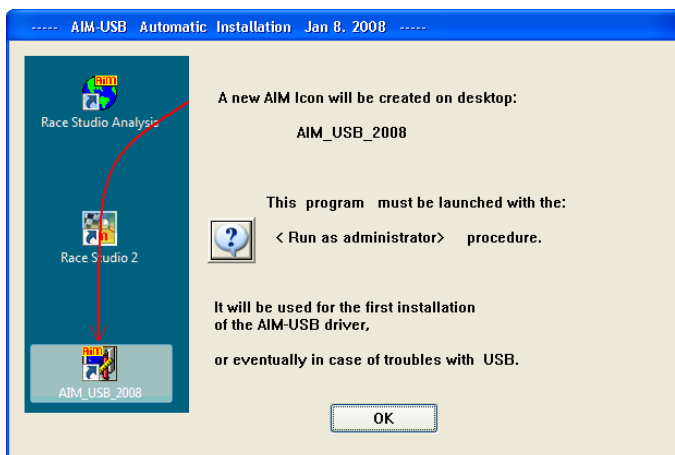 ----- AIM-USB Automatic Installation Jan 8. 2008 -----
AiM
Race Studio Analysis
Race Studio 2
AiM
AIM_USB_2008
A new AIM Icon will be created on desktop:
AIM_USB_2008
This program must be launched with the:
?
< Run as administrator> procedure.
It will be used for the first installation
of the AIM-USB driver,
or eventually in case of troubles with USB.
OK